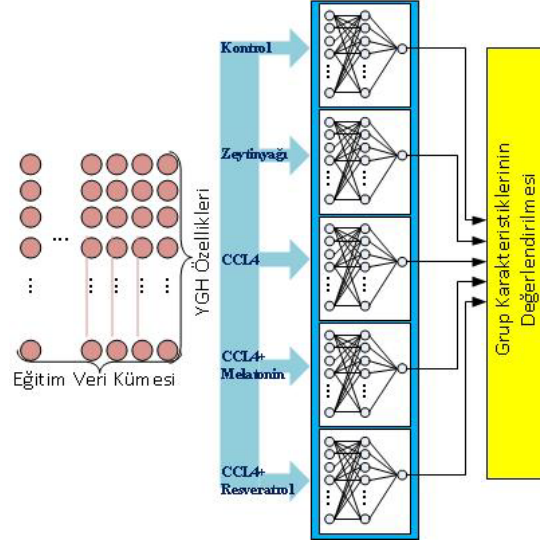 Kontrol
Zeytinyağı
CCL4
CCL4+
Melatonin
CCL4+
Resveratrol
YGH Özellikleri
Eğitim Veri Kümesi
Grup Karakteristiklerinin
Değerlendirilmesi